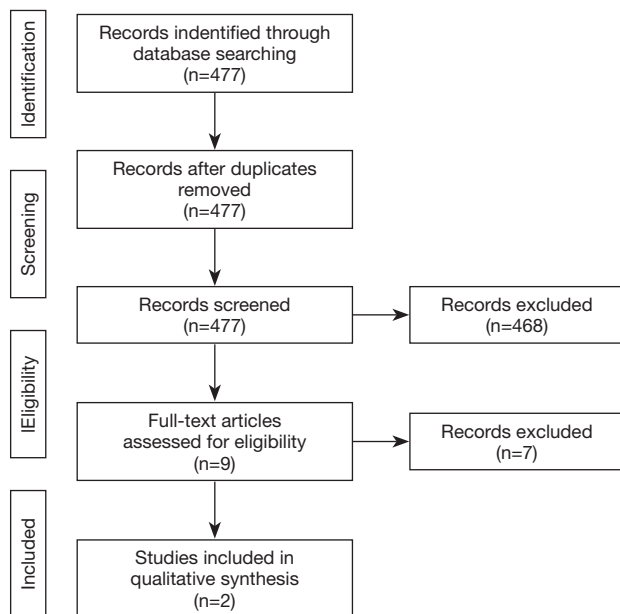 Identification
Records indentified through
database searching
(n=477)
Records after duplicates
removed
(n=477)
Screening
Records screened
(n=477)
Records excluded
(n=468)
IEligibility
Full-text articles
assessed for eligibility
(n=9)
Records excluded
(n=7)
Included
Studies included in
qualitative synthesis
(n=2)